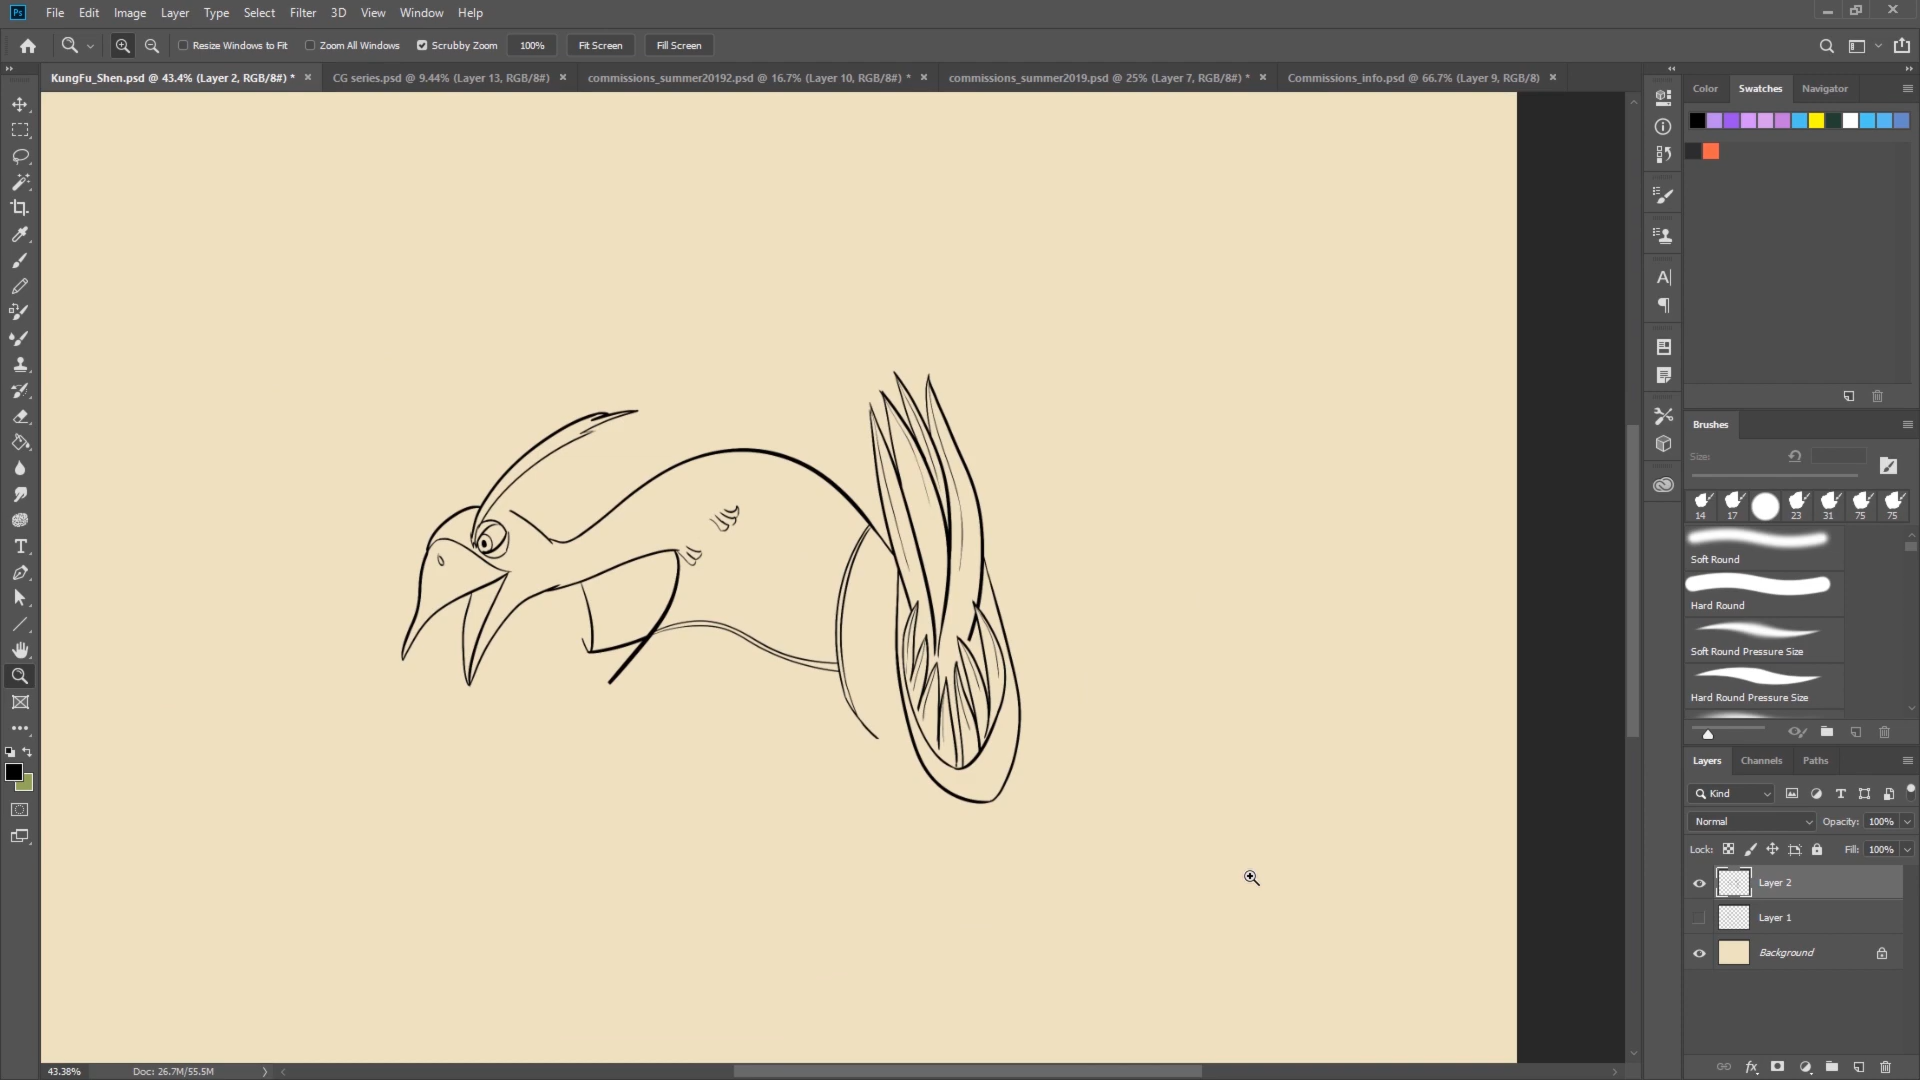 Ps File Edit Image Layer Type Select Filter 3D View Window Help
Resize Windows to Fit Zoom All Windows Scrubby Zoom 100% Fit Screen Fill Screen
KungFu_Shen.psd @ 43.4% (Layer 2, RGB/8#) * CG series.psd @ 9.44% (Layer 13, RGB/8#) commissions_summer20192.psd @ 16.7% (Layer 10, RGB/8#) * commissions_summer2019.psd @ 25% (Layer 7, RGB/8#) * Commissions_info.psd @ 66.7% (Layer 9, RGB/8)
Color Swatches Navigator
Brushes
Size:
14 17 23 31 75 75
Soft Round
Hard Round
Soft Round Pressure Size
Hard Round Pressure Size
Layers Channels Paths
Kind
Normal Opacity: 100%
Lock: Fill: 100%
Layer 2
Layer 1
Background
43.38% Doc: 26.7M/55.5M